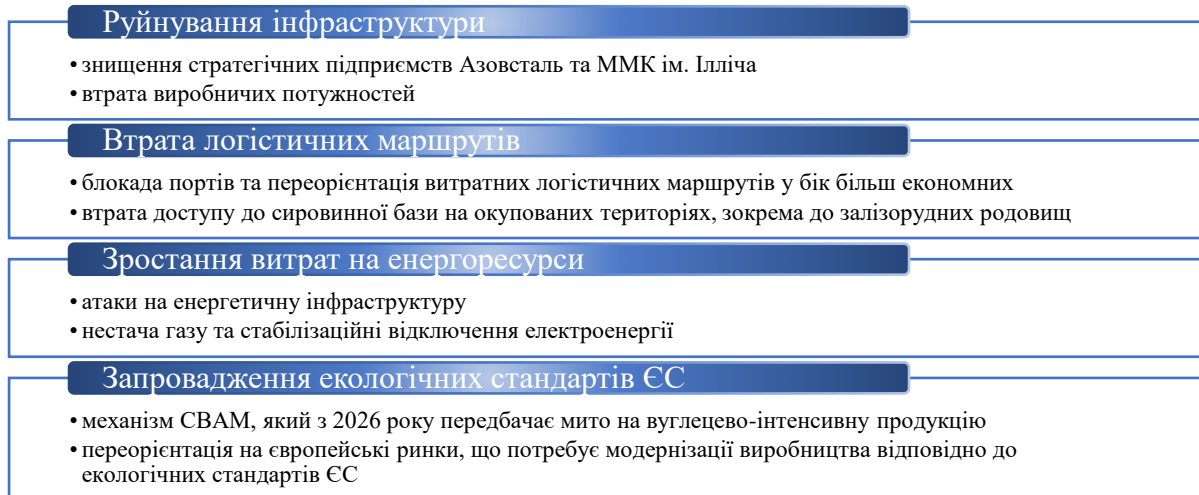 Руйнування інфраструктури
• знищення стратегічних підприємств Азовсталь та ММК ім. Ілліча
• втрата виробничих потужностей
Втрата логістичних маршрутів
• блокада портів та переорієнтація витратних логістичних маршрутів у бік більш економних
• втрата доступу до сировинної бази на окупованих територіях, зокрема до залізорудних родовищ
Зростання витрат на енергоресурси
• атаки на енергетичну інфраструктуру
• нестача газу та стабілізаційні відключення електроенергії
Запровадження екологічних стандартів ЄС
• механізм СВАМ, який з 2026 року передбачає мито на вуглецево-інтенсивну продукцію
• переорієнтація на європейські ринки, що потребує модернізації виробництва відповідно до
екологічних стандартів ЄС